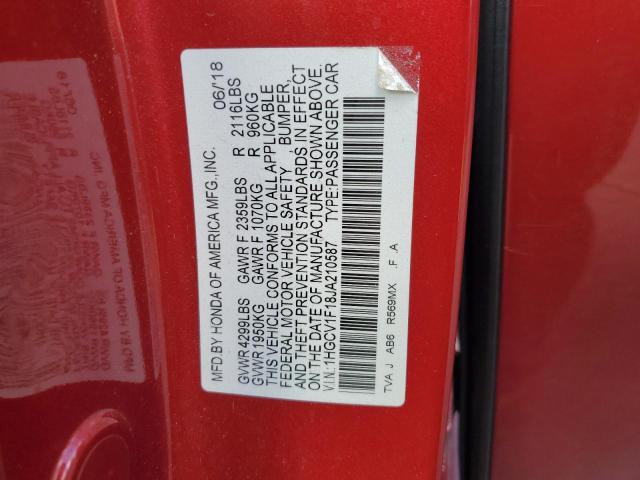 MFD.BY HONDA OF AMERICA MFG.,INC. 06/'18
GVWR 4299LBS GAWR F 2359LBS R 2116LBS
GVWR 1950KG GAWR F 1070KG R 960KG
THIS VEHICLE CONFORMS TO ALL APPLICABLE
FEDERAL MOTOR VEHICLE SAFETY BUMPER,
AND THEFT PREVENTION STANDARDS IN EFFECT
ON THE DATE OF MANUFACTURE SHOWN ABOVE.
V.I.N.:1HGCV1F18JA210587 TYPE:PASSENGER CAR
TVA J AB6 R569MX .F .A